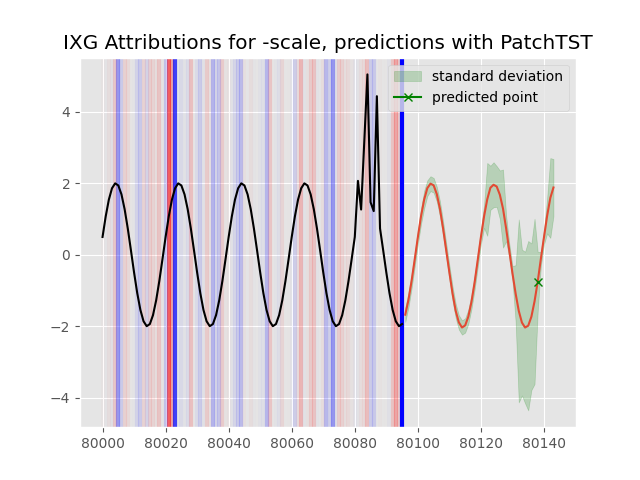 IXG Attributions for -scale, predictions with PatchTST
standard deviation
predicted point
4
2
0
−2
−4
80000 80020 80040 80060 80080 80100 80120 80140